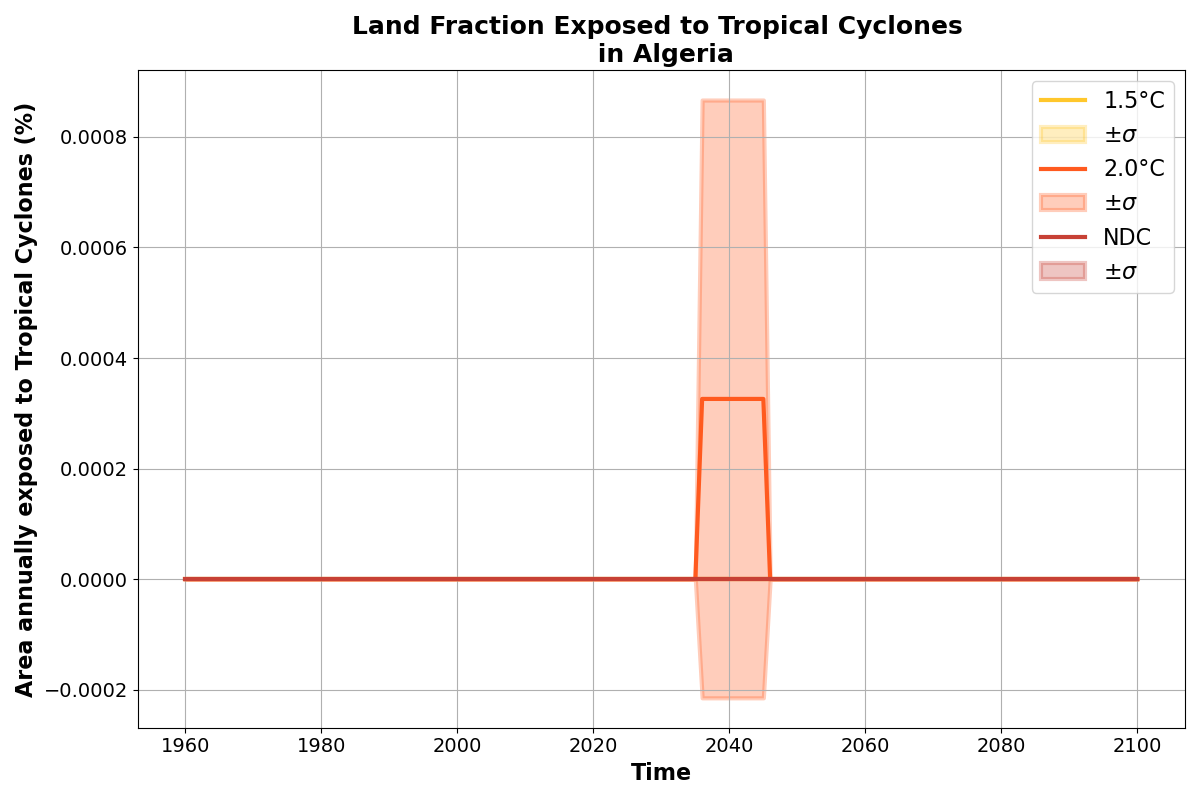 Land Fraction Exposed to Tropical Cyclones
in Algeria
Area annually exposed to Tropical Cyclones (%)
0.0008
0.0006
0.0004
0.0002
0.0000
−0.0002
1960
1980
2000
2020
2040
2060
2080
2100
Time
1.5°C
±σ
2.0°C
±σ
NDC
±σ